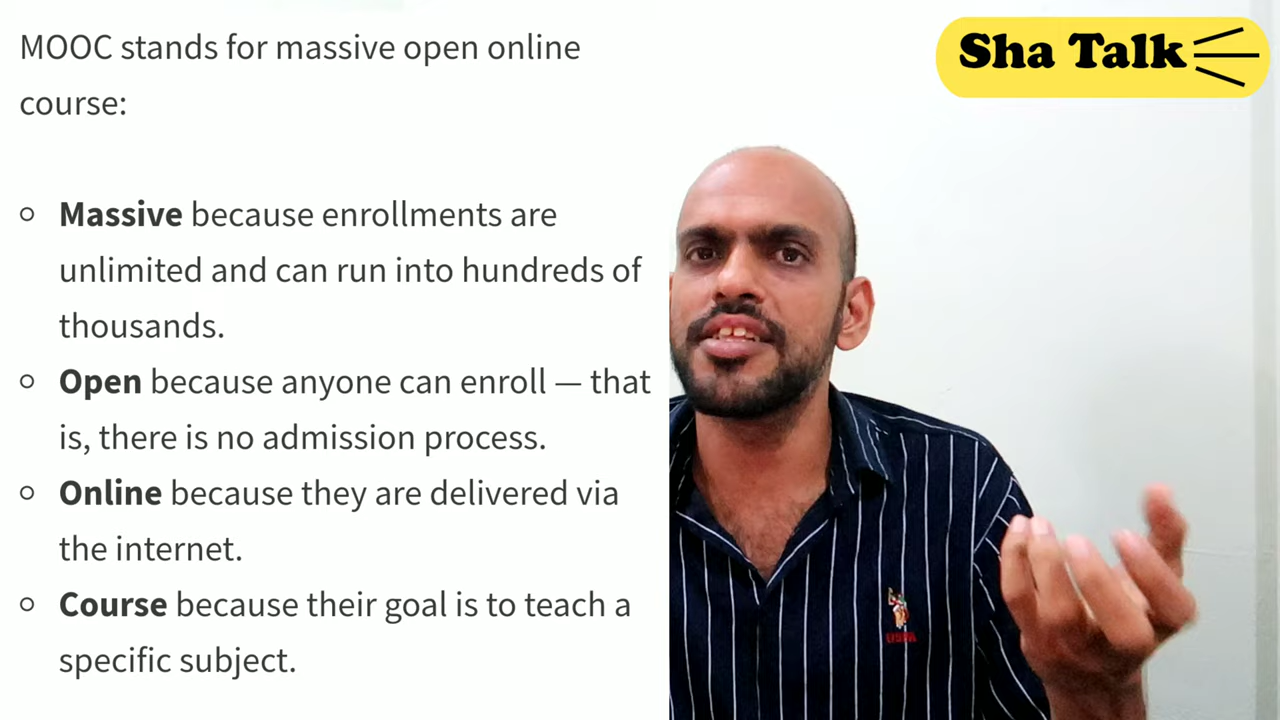 MOOC stands for massive open online
course:
Sha Talk
○ Massive because enrollments are
unlimited and can run into hundreds of
thousands.
○ Open because anyone can enroll — that
is, there is no admission process.
○ Online because they are delivered via
the internet.
○ Course because their goal is to teach a
specific subject.
USPA